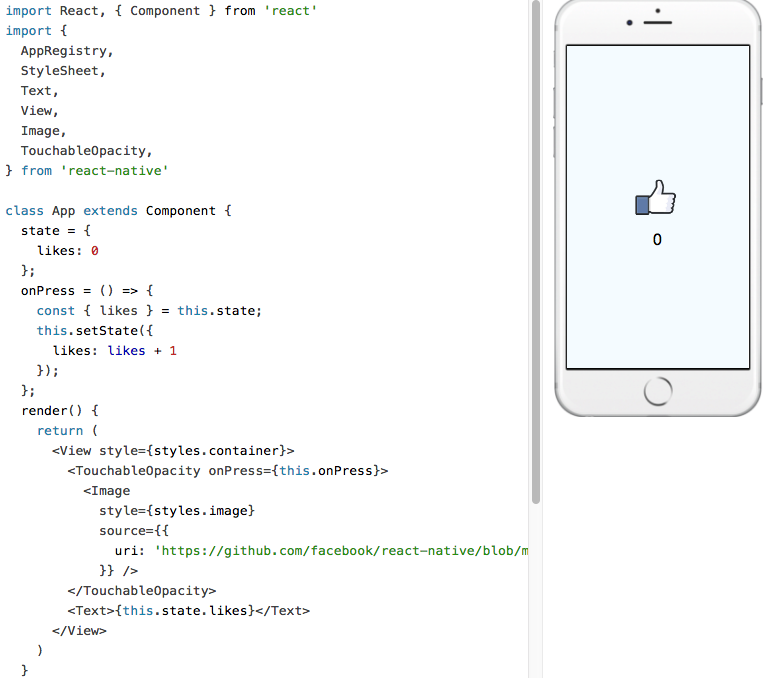 import React, { Component } from 'react'
import {
  AppRegistry,
  StyleSheet,
  Text,
  View,
  Image,
  TouchableOpacity,
} from 'react-native'

class App extends Component {
  state = {
    likes: 0
  };
  onPress = () => {
    const { likes } = this.state;
    this.setState({
      likes: likes + 1
    });
  };
  render() {
    return (
      <View style={styles.container}>
        <TouchableOpacity onPress={this.onPress}>
          <Image
            style={styles.image}
            source={{
              uri: 'https://github.com/facebook/react-native/blob/m
            }} />
        </TouchableOpacity>
        <Text>{this.state.likes}</Text>
      </View>
    )
  }
0